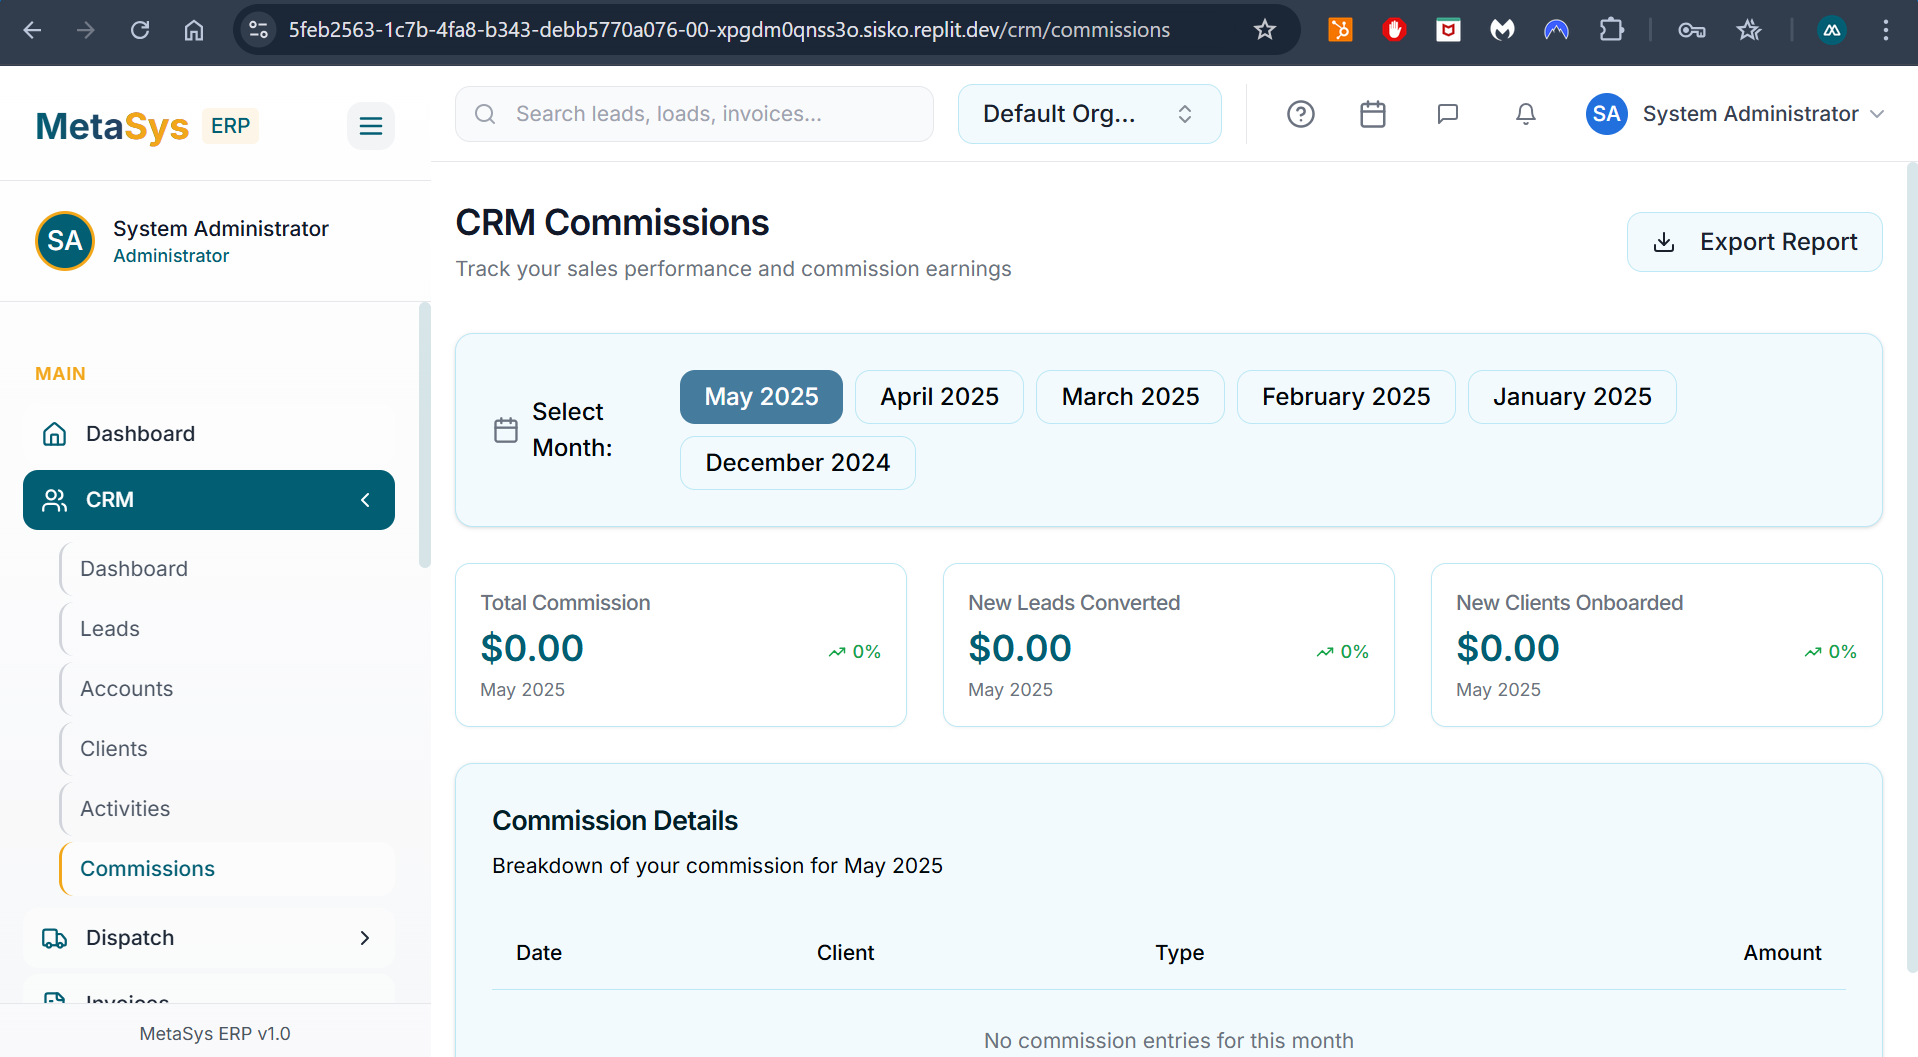 5feb2563-1c7b-4fa8-b343-debb5770a076-00-xpgdm0qnss3o.sisko.replit.dev/crm/commissions
MetaSys ERP
Search leads, loads, invoices...
Default Org...
SA System Administrator
SA
System Administrator
Administrator
MAIN
Dashboard
CRM
Dashboard
Leads
Accounts
Clients
Activities
Commissions
Dispatch
Invoices
MetaSys ERP v1.0
CRM Commissions
Track your sales performance and commission earnings
Export Report
Select
Month:
May 2025 April 2025 March 2025 February 2025 January 2025
December 2024
Total Commission
$0.00 0%
May 2025
New Leads Converted
$0.00 0%
May 2025
New Clients Onboarded
$0.00 0%
May 2025
Commission Details
Breakdown of your commission for May 2025
Date Client Type Amount
No commission entries for this month